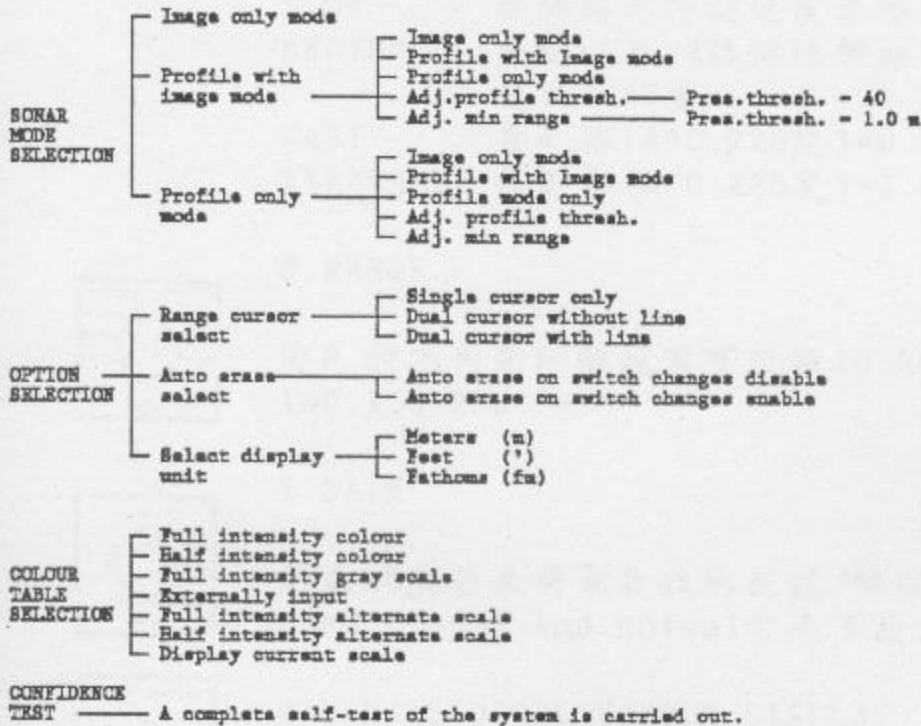 Image only mode
Image only mode
Profile with Image mode
Profile with
image mode
Profile only mode
Adj.profile thresh. Pres.thresh. = 40
Adj. min range Pres.thresh. = 1.0 m
SONAR
MODE
SELECTION
Image only mode
Profile with Image mode
Profile only
mode
Profile mode only
Adj. profile thresh.
Adj. min range
Range cursor
select
Single cursor only
Dual cursor without line
Dual cursor with line
OPTION
SELECTION
Auto erase
select
Auto erase on switch changes disable
Auto erase on switch changes enable
Select display
unit
Meters (m)
Feet (')
Fathoms (fm)
COLOUR
TABLE
SELECTION
Full intensity colour
Half intensity colour
Full intensity gray scale
Externally input
Full intensity alternate scale
Half intensity alternate scale
Display current scale
CONFIDENCE
TEST A complete self-test of the system is carried out.